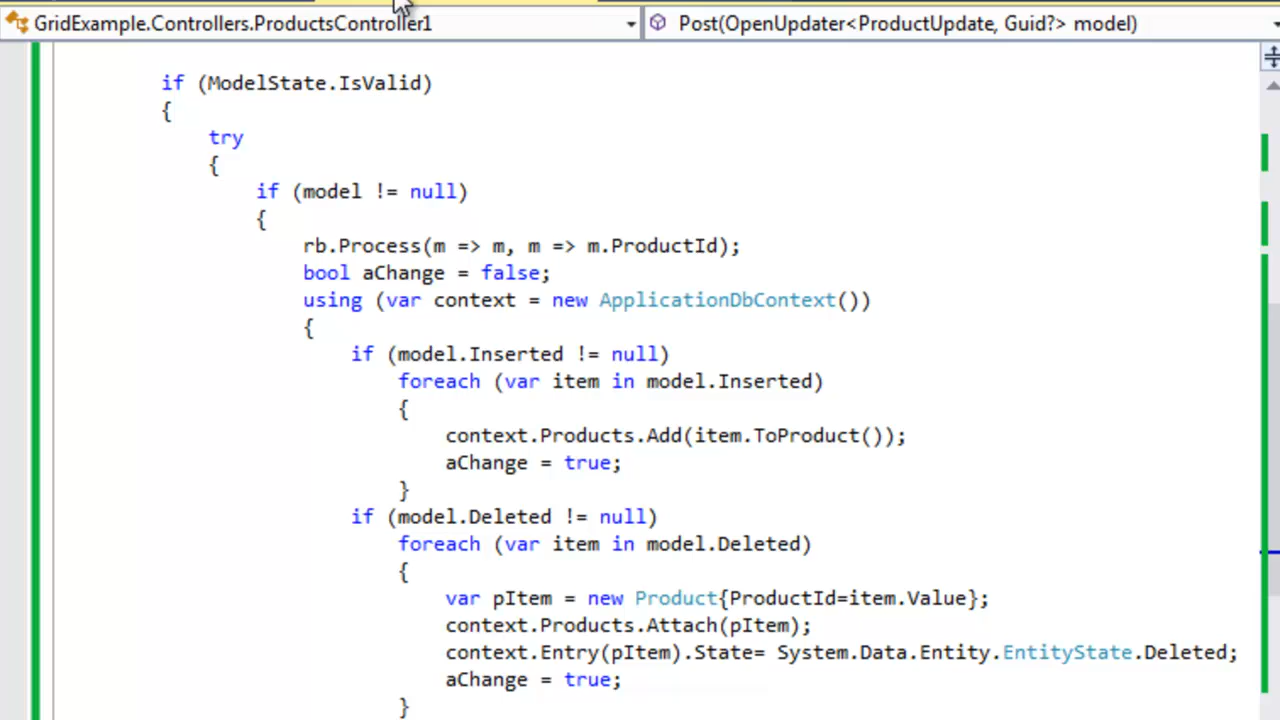 GridExample.Controllers.ProductsController1
Post(OpenUpdater<ProductUpdate, Guid?> model)
if (ModelState.IsValid)
{
try
{
if (model != null)
{
rb.Process(m => m, m => m.ProductId);
bool aChange = false;
using (var context = new ApplicationDbContext())
{
if (model.Inserted != null)
foreach (var item in model.Inserted)
{
context.Products.Add(item.ToProduct());
aChange = true;
}
if (model.Deleted != null)
foreach (var item in model.Deleted)
{
var pItem = new Product{ProductId=item.Value};
context.Products.Attach(pItem);
context.Entry(pItem).State= System.Data.Entity.EntityState.Deleted;
aChange = true;
}